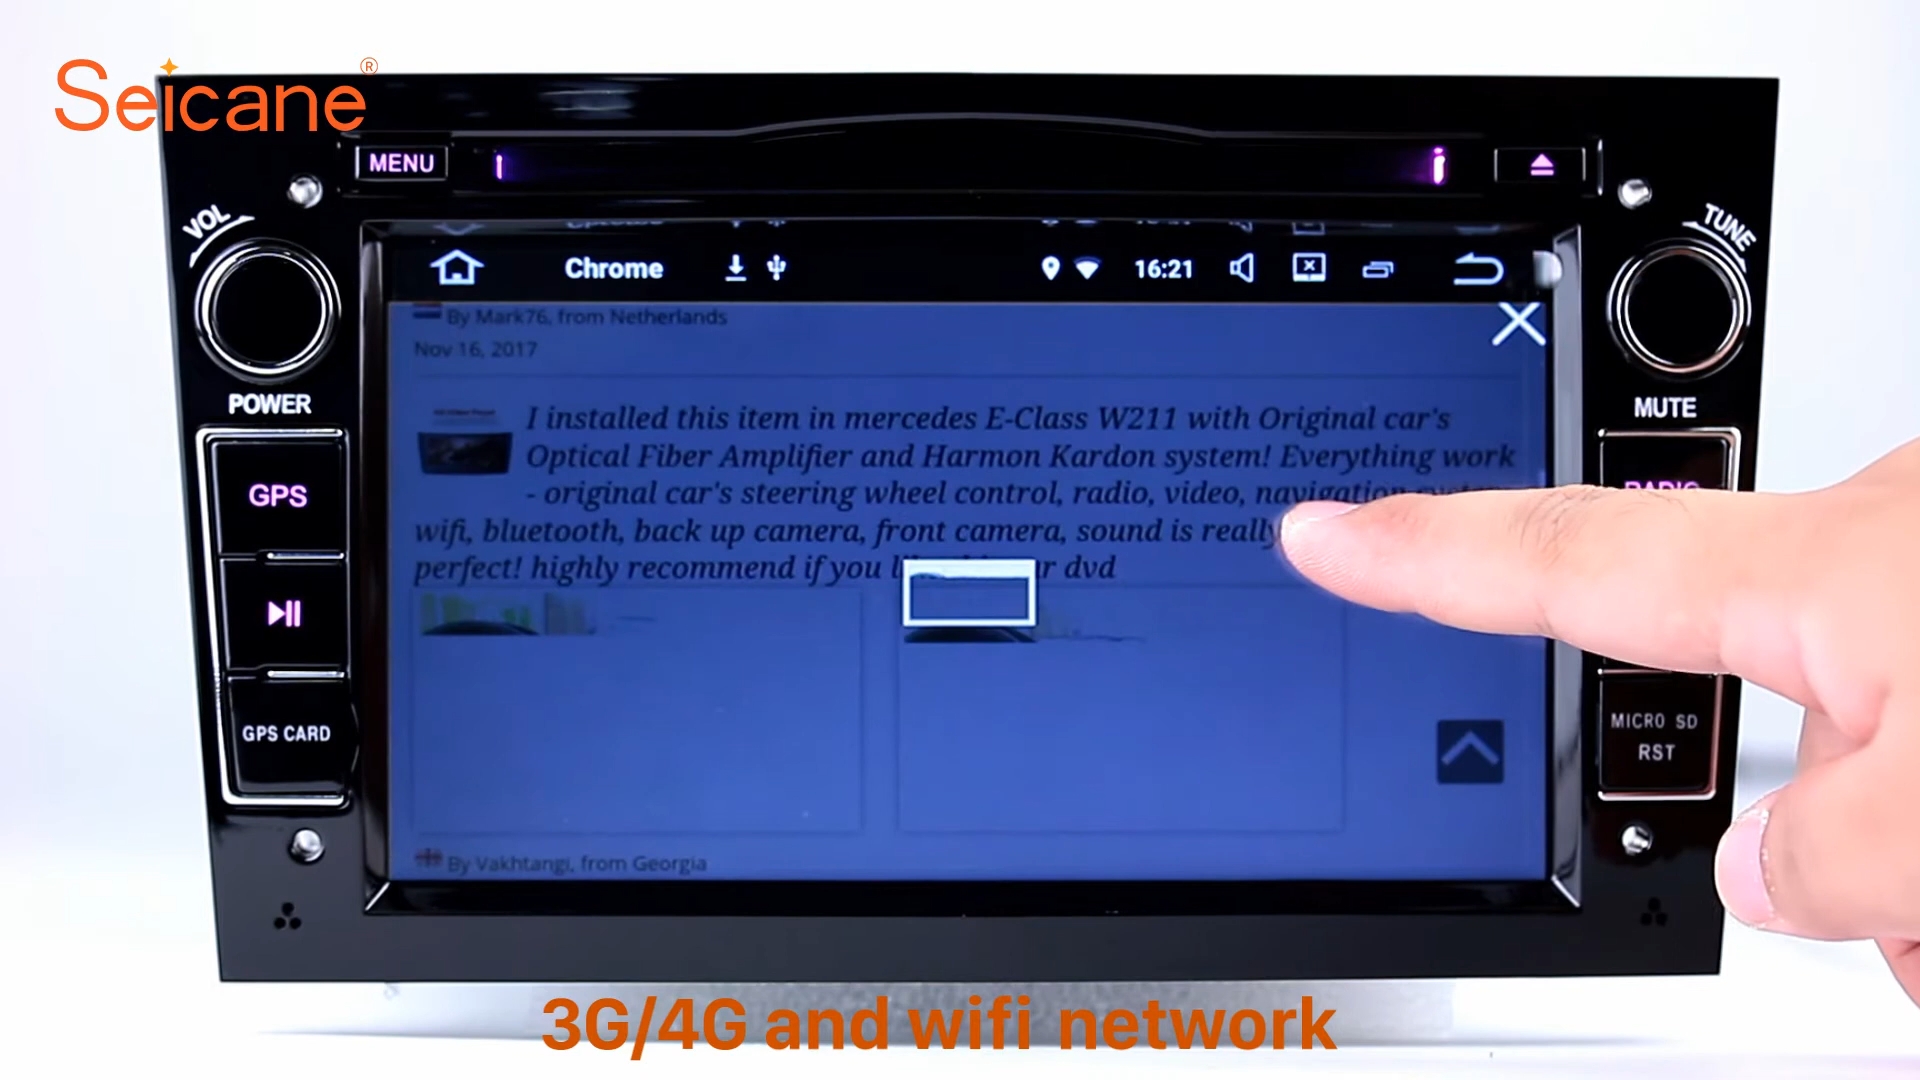 Seicane®
MENU
VOL
TUNE
Chrome
16:21
By Mark76, from Netherlands
Nov 16, 2017
POWER
MUTE
I installed this item in mercedes E-Class W211 with Original car's
Optical Fiber Amplifier and Harmon Kardon system! Everything work
- original car's steering wheel control, radio, video, navigation
wifi, bluetooth, back up camera, front camera, sound is really
perfect! highly recommend if you dvd
GPS
RADIO
GPS CARD
MICRO SD
RST
By Vakhtangi, from Georgia
3G/4G and wifi network